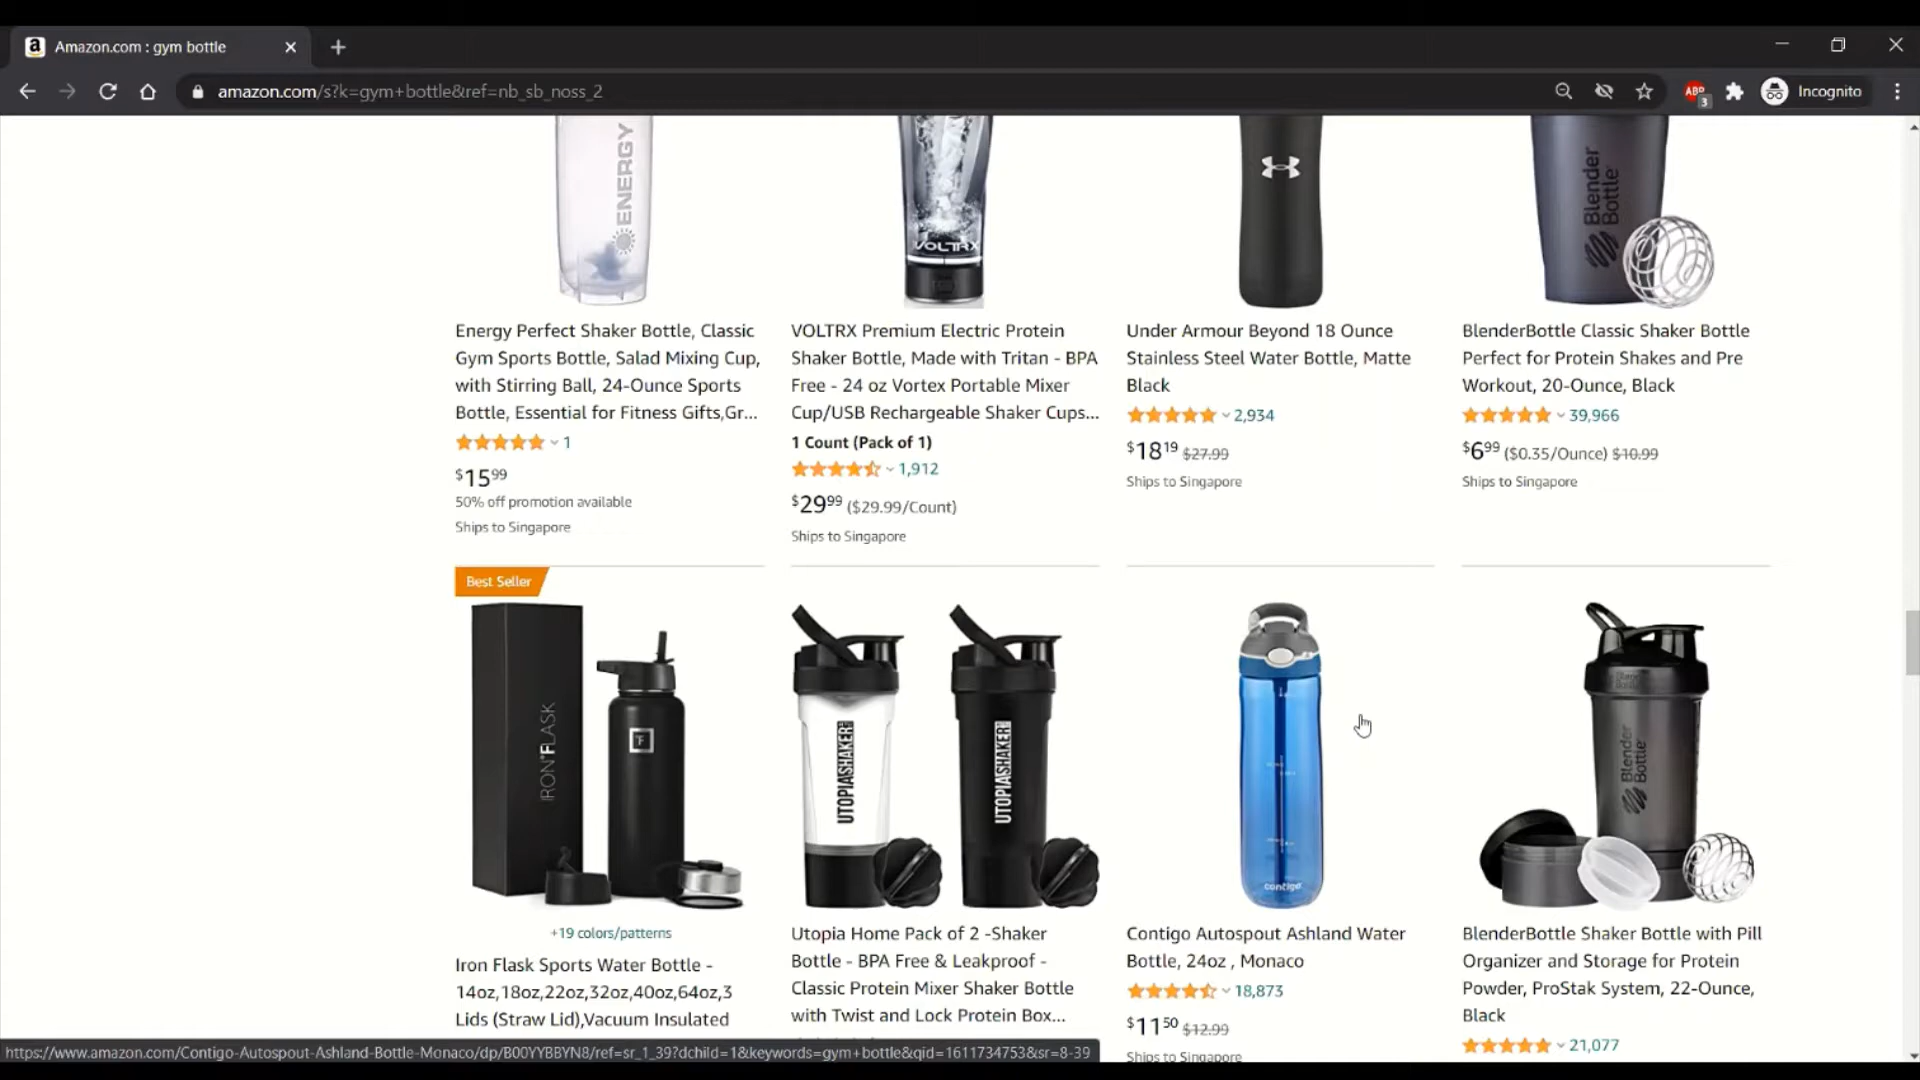 Amazon.com : gym bottle
amazon.com/s?k=gym+bottle&ref=nb_sb_noss_2
ABP
3
Incognito
ENERGY
VOLTRX
Blender
Bottle
Energy Perfect Shaker Bottle, Classic
Gym Sports Bottle, Salad Mixing Cup,
with Stirring Ball, 24-Ounce Sports
Bottle, Essential for Fitness Gifts,Gr...
1
$15 99
50% off promotion available
Ships to Singapore
VOLTRX Premium Electric Protein
Shaker Bottle, Made with Tritan - BPA
Free - 24 oz Vortex Portable Mixer
Cup/USB Rechargeable Shaker Cups...
1 Count (Pack of 1)
1,912
$29 99 ($29.99/Count)
Ships to Singapore
Under Armour Beyond 18 Ounce
Stainless Steel Water Bottle, Matte
Black
2,934
$18 19 $27.99
Ships to Singapore
BlenderBottle Classic Shaker Bottle
Perfect for Protein Shakes and Pre
Workout, 20-Ounce, Black
39,966
$6 99 ($0.35/Ounce) $10.99
Ships to Singapore
Best Seller
IRON FLASK
UTOPIASHAKER
UTOPIASHAKER
contigo
Blender
Bottle
+19 colors/patterns
Iron Flask Sports Water Bottle -
14oz,18oz,22oz,32oz,40oz,64oz,3
Lids (Straw Lid),Vacuum Insulated
Utopia Home Pack of 2 -Shaker
Bottle - BPA Free & Leakproof -
Classic Protein Mixer Shaker Bottle
with Twist and Lock Protein Box...
Contigo Autospout Ashland Water
Bottle, 24oz , Monaco
18,873
$11 50 $12.99
Ships to Singapore
BlenderBottle Shaker Bottle with Pill
Organizer and Storage for Protein
Powder, ProStak System, 22-Ounce,
Black
21,077
https://www.amazon.com/Contigo-Autospout-Ashland-Bottle-Monaco/dp/B00YYBBYN8/ref=sr_1_39?dchild=1&keywords=gym+bottle&qid=1611734753&sr=8-39